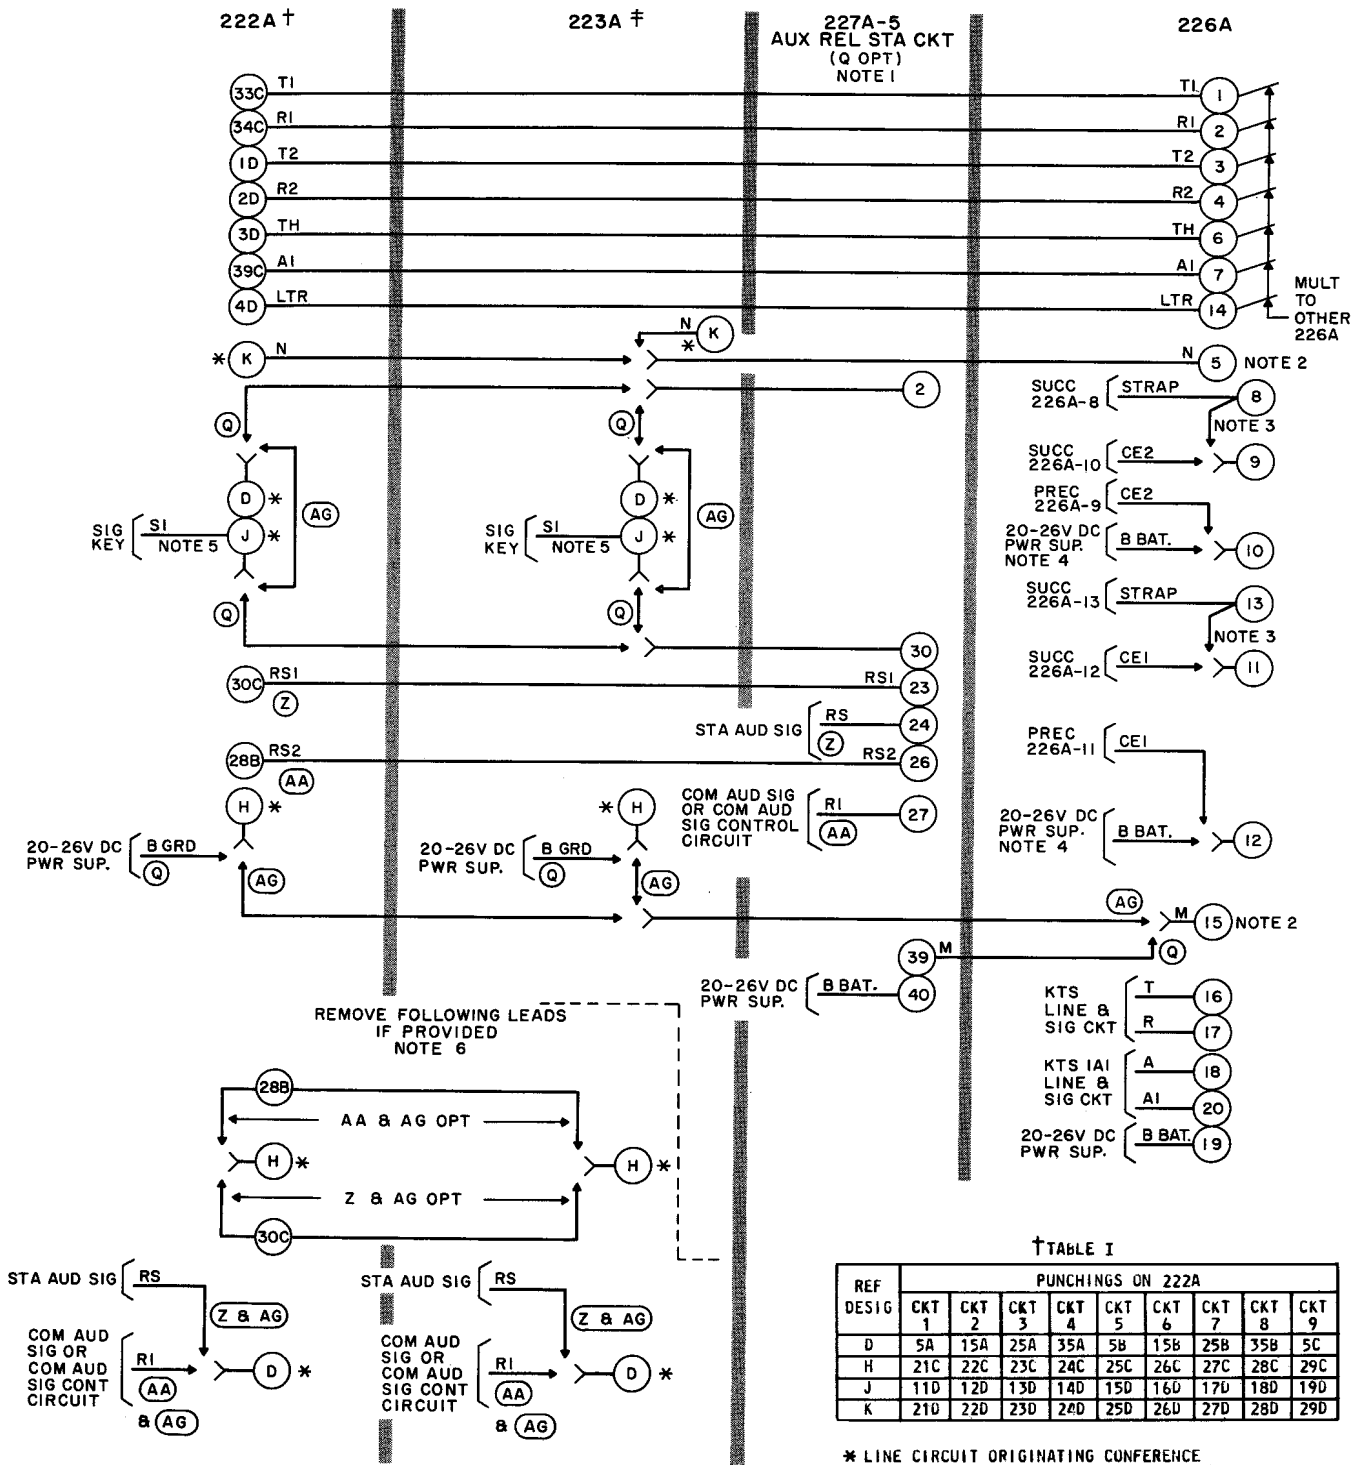 222A †
223A ‡
227A-5
AUX REL STA CKT
(Q OPT)
NOTE 1
226A
33C T1 T1 1
34C R1 R1 2
1D T2 T2 3
2D R2 R2 4
3D TH TH 6
39C A1 A1 7
4D LTR LTR 14
MULT
TO
OTHER
226A
N K
*
* K N N 5 NOTE 2
2
SUCC
226A-8
STRAP 8
NOTE 3
Q Q
SUCC
226A-10
CE2 9
D * AG
D * AG
PREC
226A-9
CE2
SIG
KEY
S1 J *
NOTE 5
SIG
KEY
S1 J *
NOTE 5
20-26V DC
PWR SUP.
NOTE 4
B BAT. 10
SUCC
226A-13
STRAP 13
NOTE 3
Q Q
30
SUCC
226A-12
CE1 11
30C RS1 RS1 23
Z
STA AUD SIG RS 24
Z
PREC
226A-11
CE1
28B RS2 RS2 26
AA
H *
* H
COM AUD SIG
OR COM AUD
SIG CONTROL
CIRCUIT
R1 27
AA
20-26V DC
PWR SUP.
NOTE 4
B BAT. 12
20-26V DC
PWR SUP.
B GRD
Q
AG
20-26V DC
PWR SUP.
B GRD
Q
AG
AG
M 15 NOTE 2
Q
39 M
20-26V DC
PWR SUP.
B BAT. 40
KTS
LINE &
SIG CKT
T 16
R 17
KTS 1A1
LINE &
SIG CKT
A 18
A1 20
20-26V DC
PWR SUP.
B BAT. 19
REMOVE FOLLOWING LEADS
IF PROVIDED
NOTE 6
28B
AA & AG OPT
H * H *
Z & AG OPT
30C
STA AUD SIG RS
Z & AG
COM AUD
SIG OR
COM AUD
SIG CONT
CIRCUIT
R1 D *
AA
& AG
STA AUD SIG RS
Z & AG
COM AUD
SIG OR
COM AUD
SIG CONT
CIRCUIT
R1 D *
AA
& AG
† TABLE I
REF DESIG PUNCHINGS ON 222A
CKT 1 CKT 2 CKT 3 CKT 4 CKT 5 CKT 6 CKT 7 CKT 8 CKT 9
D 5A 15A 25A 35A 5B 15B 25B 35B 5C
H 21C 22C 23C 24C 25C 26C 27C 28C 29C
J 11D 12D 13D 14D 15D 16D 17D 18D 19D
K 21D 22D 23D 24D 25D 26D 27D 28D 29D
* LINE CIRCUIT ORIGINATING CONFERENCE